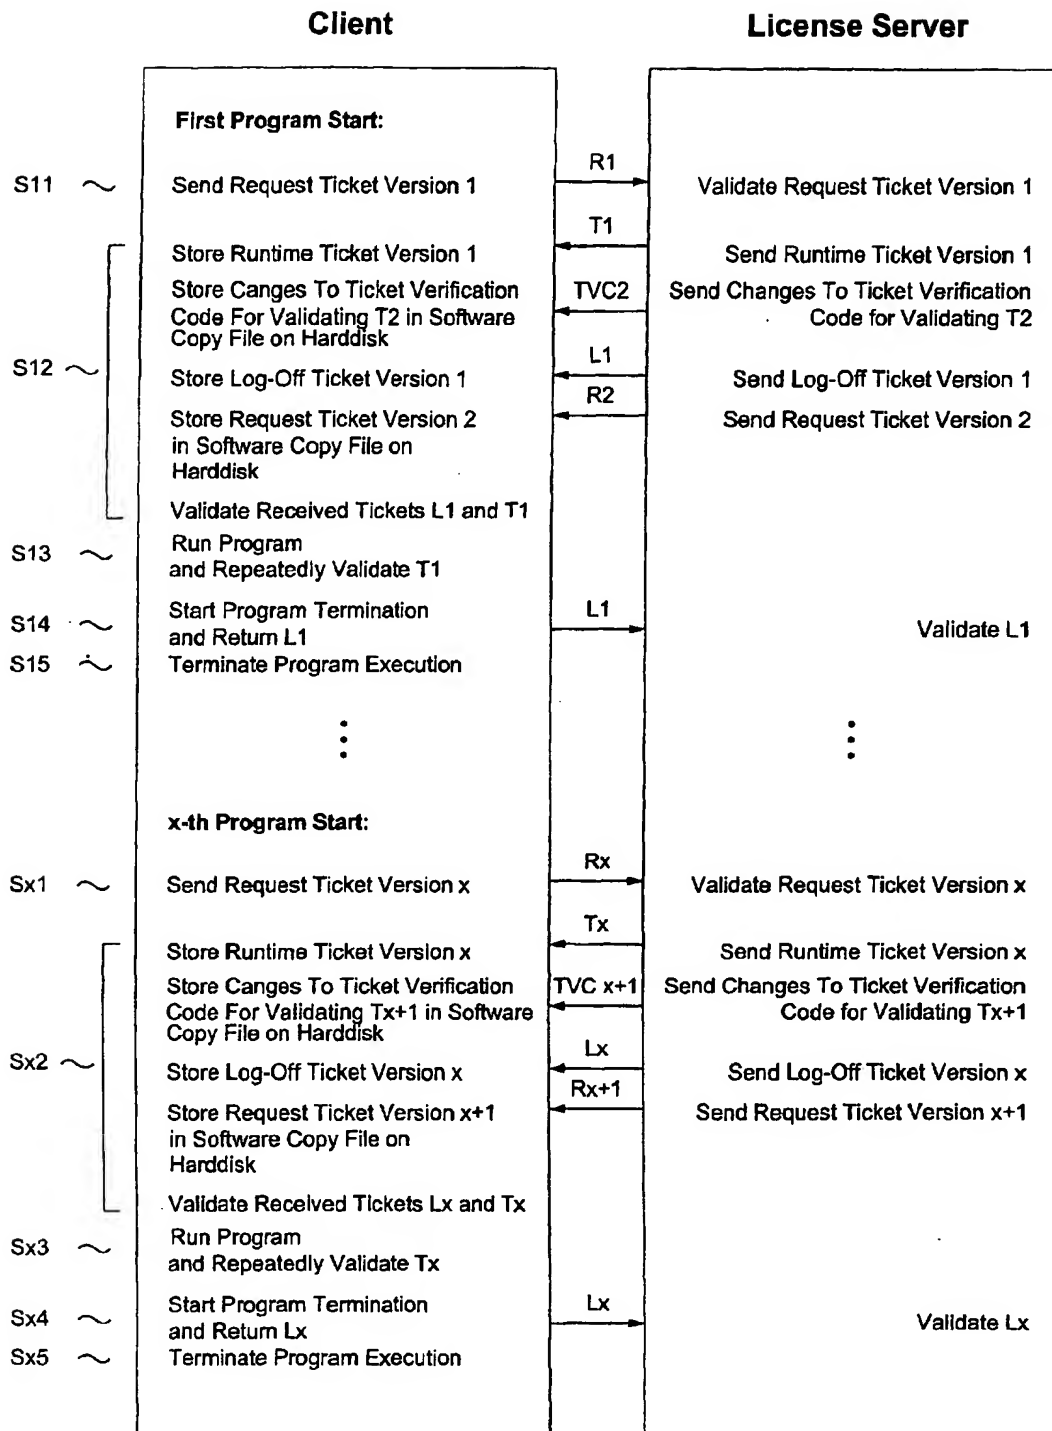 Client
License Server
First Program Start:
R1
S11
Send Request Ticket Version 1
Validate Request Ticket Version 1
T1
Store Runtime Ticket Version 1
Send Runtime Ticket Version 1
Store Canges To Ticket Verification
Code For Validating T2 in Software
Copy File on Harddisk
TVC2
Send Changes To Ticket Verification
Code for Validating T2
L1
S12
Store Log-Off Ticket Version 1
Send Log-Off Ticket Version 1
R2
Store Request Ticket Version 2
in Software Copy File on
Harddisk
Send Request Ticket Version 2
Validate Received Tickets L1 and T1
S13
Run Program
and Repeatedly Validate T1
S14
Start Program Termination
and Return L1
L1
Validate L1
S15
Terminate Program Execution
x-th Program Start:
Rx
Sx1
Send Request Ticket Version x
Validate Request Ticket Version x
Tx
Store Runtime Ticket Version x
Send Runtime Ticket Version x
Store Canges To Ticket Verification
Code For Validating Tx+1 in Software
Copy File on Harddisk
TVC x+1
Send Changes To Ticket Verification
Code for Validating Tx+1
Lx
Sx2
Store Log-Off Ticket Version x
Send Log-Off Ticket Version x
Rx+1
Store Request Ticket Version x+1
in Software Copy File on
Harddisk
Send Request Ticket Version x+1
Validate Received Tickets Lx and Tx
Sx3
Run Program
and Repeatedly Validate Tx
Sx4
Start Program Termination
and Return Lx
Lx
Validate Lx
Sx5
Terminate Program Execution